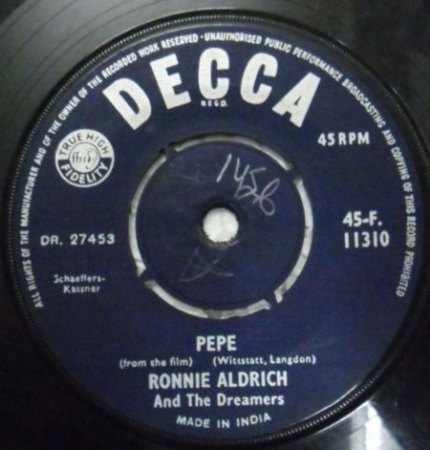 ALL RIGHTS OF THE MANUFACTURER AND OF THE OWNER OF THE RECORDED WORK RESERVED · UNAUTHORISED PUBLIC PERFORMANCE BROADCASTING AND COPYING OF THIS RECORD PROHIBITED
DECCA
REGD.
TRUE HIGH
ffrr
FIDELITY
45 RPM
1456
DR. 27453
45-F.
11310
Schaeffers-
Kassner
PEPE
(from the film) (Wittstatt, Langdon)
RONNIE ALDRICH
And The Dreamers
MADE IN INDIA